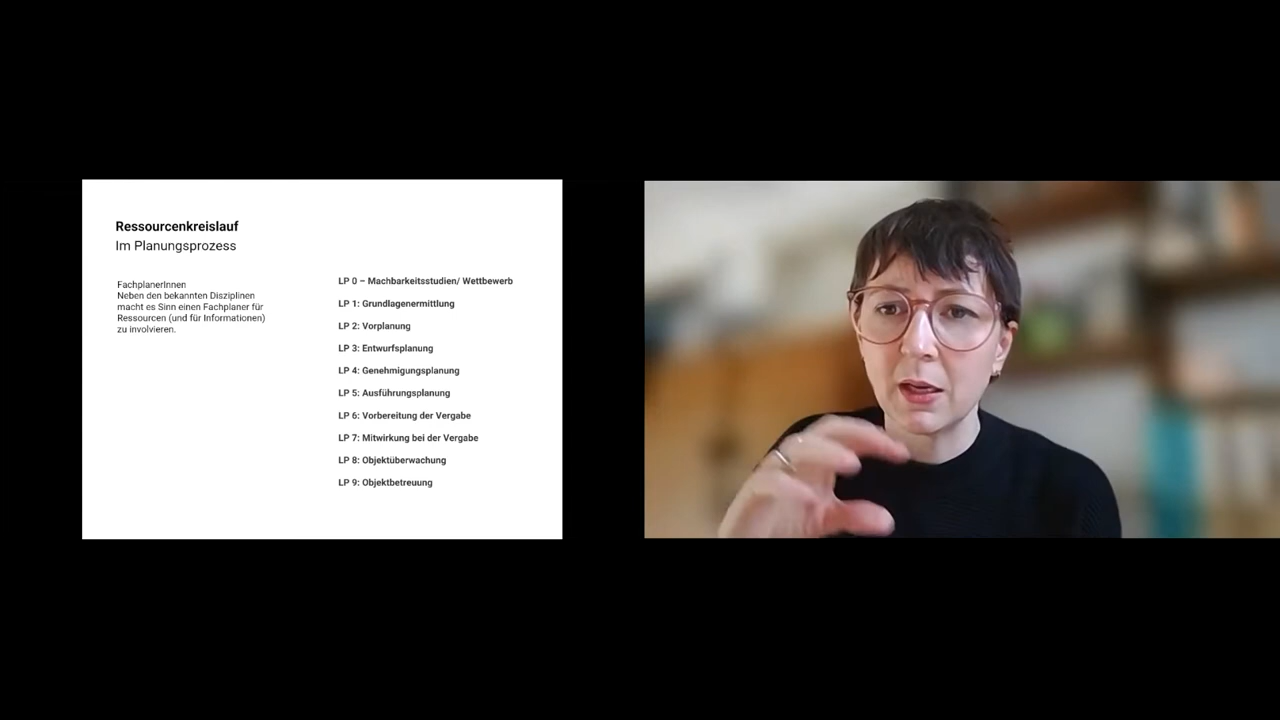 Ressourcenkreislauf
Im Planungsprozess
FachplanerInnen
Neben den bekannten Disziplinen
macht es Sinn einen Fachplaner für
Ressourcen (und für Informationen)
zu involvieren.
LP 0 – Machbarkeitsstudien/ Wettbewerb
LP 1: Grundlagenermittlung
LP 2: Vorplanung
LP 3: Entwurfsplanung
LP 4: Genehmigungsplanung
LP 5: Ausführungsplanung
LP 6: Vorbereitung der Vergabe
LP 7: Mitwirkung bei der Vergabe
LP 8: Objektüberwachung
LP 9: Objektbetreuung